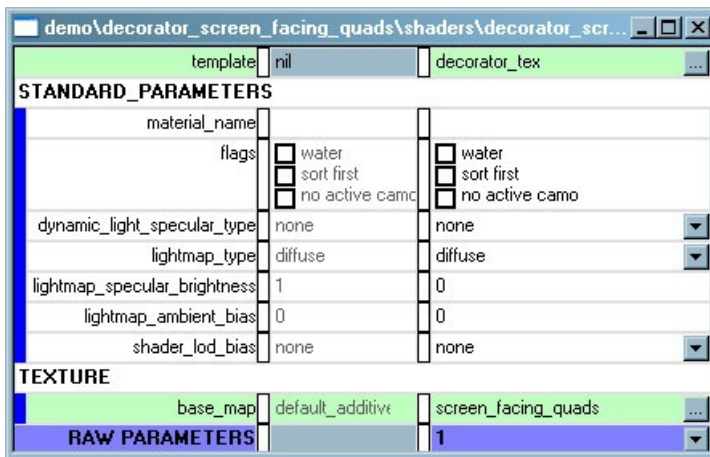 demo\decorator_screen_facing_quads\shaders\decorator_scr...
template nil decorator_tex ...
STANDARD_PARAMETERS
material_name
flags water water
sort first sort first
no active camo no active camo
dynamic_light_specular_type none none
lightmap_type diffuse diffuse
lightmap_specular_brightness 1 0
lightmap_ambient_bias 0 0
shader_lod_bias none none
TEXTURE
base_map default_additive screen_facing_quads ...
RAW PARAMETERS 1